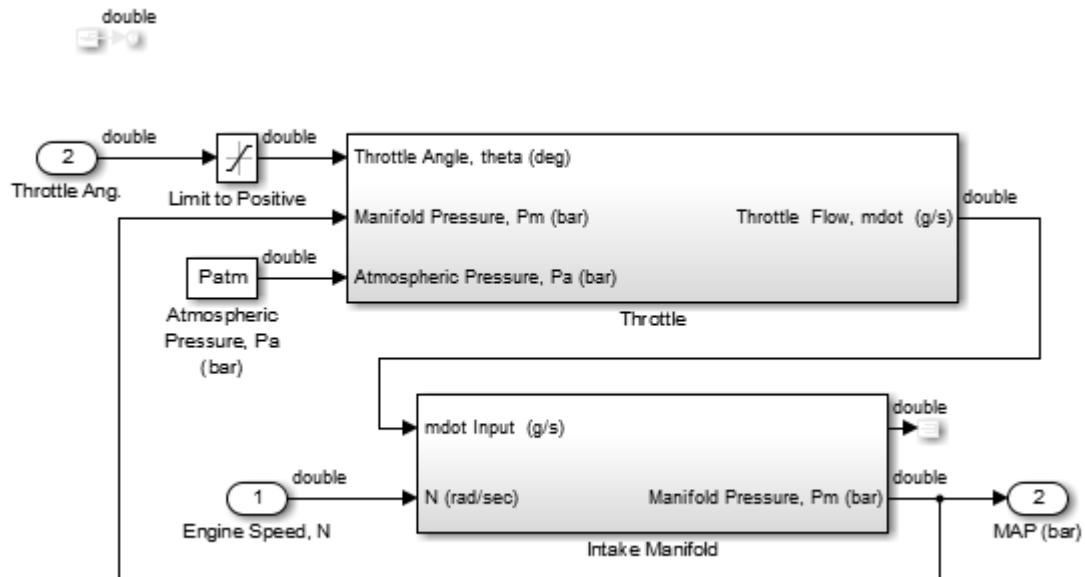 double
double
double
2
Throttle Angle, theta (deg)
Throttle Ang.
Limit to Positive
double
Manifold Pressure, Pm (bar)
Throttle  Flow, mdot  (g/s)
double
Patm
Atmospheric Pressure, Pa (bar)
Atmospheric
Pressure, Pa
(bar)
Throttle
double
mdot Input  (g/s)
double
double
1
N (rad/sec)
Manifold Pressure, Pm (bar)
2
Engine Speed, N
MAP (bar)
Intake Manifold